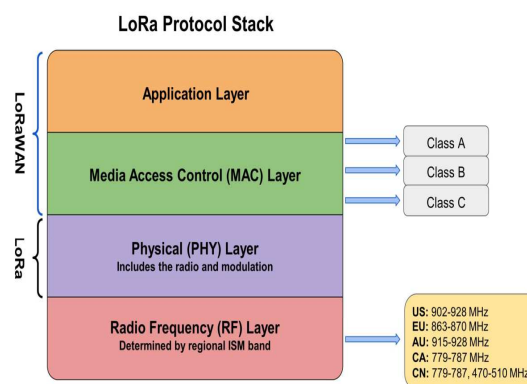 LoRa Protocol Stack
LoRaWAN
Application Layer
Media Access Control (MAC) Layer
Class A
Class B
Class C
LoRa
Physical (PHY) Layer
Includes the radio and modulation
Radio Frequency (RF) Layer
Determined by regional ISM band
US: 902-928 MHz
EU: 863-870 MHz
AU: 915-928 MHz
CA: 779-787 MHz
CN: 779-787, 470-510 MHz